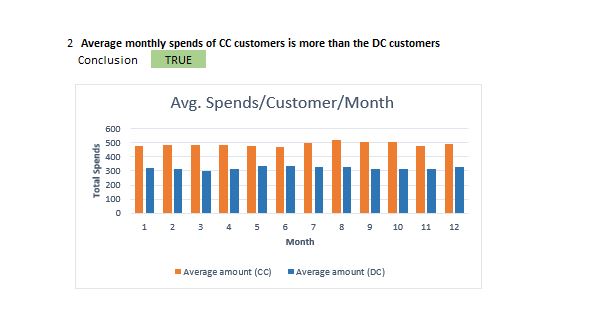 2 Average monthly spends of CC customers is more than the DC customers
Conclusion TRUE
Avg. Spends/Customer/Month
600
500
400
300
200
100
0
Total Spends
1 2 3 4 5 6 7 8 9 10 11 12
Month
Average amount (CC) Average amount (DC)